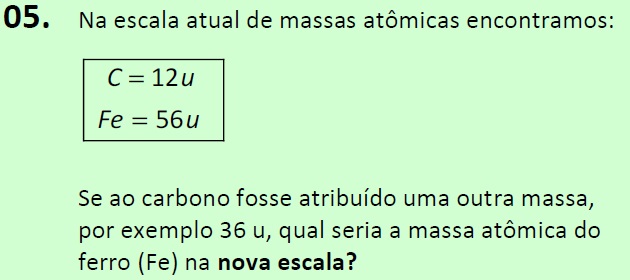 05. Na escala atual de massas atômicas encontramos:
C = 12u
Fe = 56u
Se ao carbono fosse atribuído uma outra massa,
por exemplo 36 u, qual seria a massa atômica do
ferro (Fe) na nova escala?